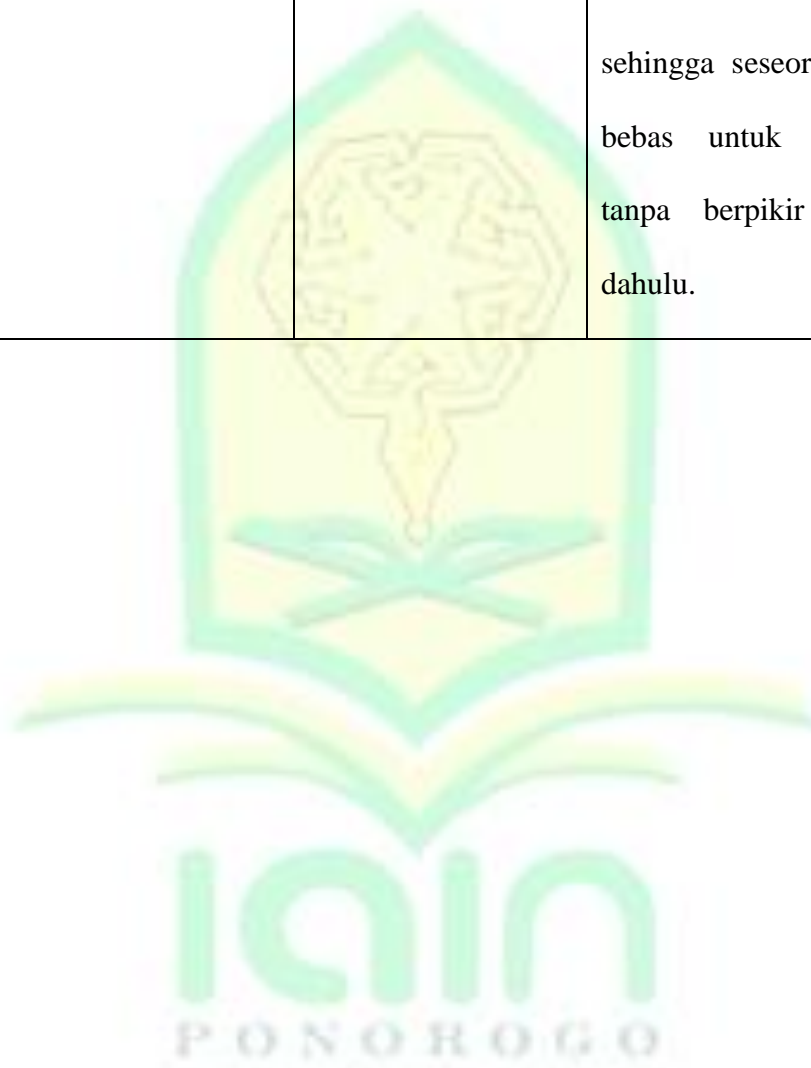 sehingga seseor
bebas untuk
tanpa berpikir
dahulu.
iain
PONOROGO